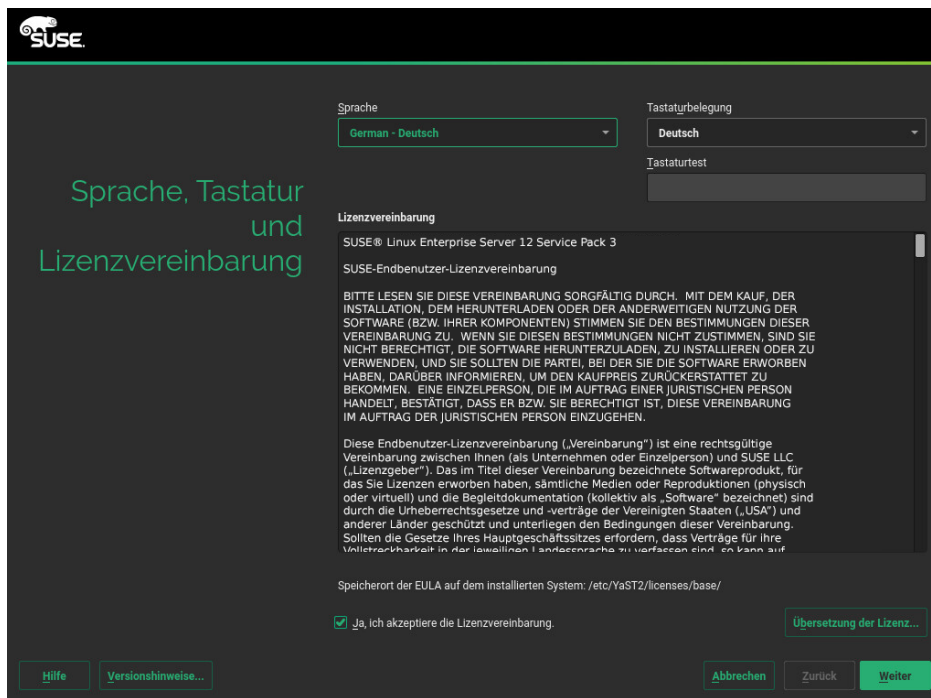 SUSE.
Sprache, Tastatur
und
Lizenzvereinbarung
Sprache
German - Deutsch
Tastaturbelegung
Deutsch
Tastaturtest
Lizenzvereinbarung
SUSE® Linux Enterprise Server 12 Service Pack 3
SUSE-Endbenutzer-Lizenzvereinbarung
BITTE LESEN SIE DIESE VEREINBARUNG SORGFÄLTIG DURCH.  MIT DEM KAUF, DER
INSTALLATION, DEM HERUNTERLADEN ODER DER ANDERWEITIGEN NUTZUNG DER
SOFTWARE (BZW. IHRER KOMPONENTEN) STIMMEN SIE DEN BESTIMMUNGEN DIESER
VEREINBARUNG ZU.  WENN SIE DIESEN BESTIMMUNGEN NICHT ZUSTIMMEN, SIND SIE
NICHT BERECHTIGT, DIE SOFTWARE HERUNTERZULADEN, ZU INSTALLIEREN ODER ZU
VERWENDEN, UND SIE SOLLTEN DIE PARTEI, BEI DER SIE DIE SOFTWARE ERWORBEN
HABEN, DARÜBER INFORMIEREN, UM DEN KAUFPREIS ZURÜCKERSTATTET ZU
BEKOMMEN.  EINE EINZELPERSON, DIE IM AUFTRAG EINER JURISTISCHEN PERSON
HANDELT, BESTÄTIGT, DASS ER BZW. SIE BERECHTIGT IST, DIESE VEREINBARUNG
IM AUFTRAG DER JURISTISCHEN PERSON EINZUGEHEN.
Diese Endbenutzer-Lizenzvereinbarung („Vereinbarung“) ist eine rechtsgültige
Vereinbarung zwischen Ihnen (als Unternehmen oder Einzelperson) und SUSE LLC
(„Lizenzgeber“). Das im Titel dieser Vereinbarung bezeichnete Softwareprodukt, für
das Sie Lizenzen erworben haben, sämtliche Medien oder Reproduktionen (physisch
oder virtuell) und die Begleitdokumentation (kollektiv als „Software“ bezeichnet) sind
durch die Urheberrechtsgesetze und -verträge der Vereinigten Staaten („USA“) und
anderer Länder geschützt und unterliegen den Bedingungen dieser Vereinbarung.
Sollten die Gesetze Ihres Hauptgeschäftssitzes erfordern, dass Verträge für ihre
Vollstreckbarkeit in der jeweiligen Landessprache zu verfassen sind, so kann auf
Speicherort der EULA auf dem installierten System: /etc/YaST2/licenses/base/
Ja, ich akzeptiere die Lizenzvereinbarung.
Übersetzung der Lizenz...
Hilfe
Versionshinweise...
Abbrechen
Zurück
Weiter